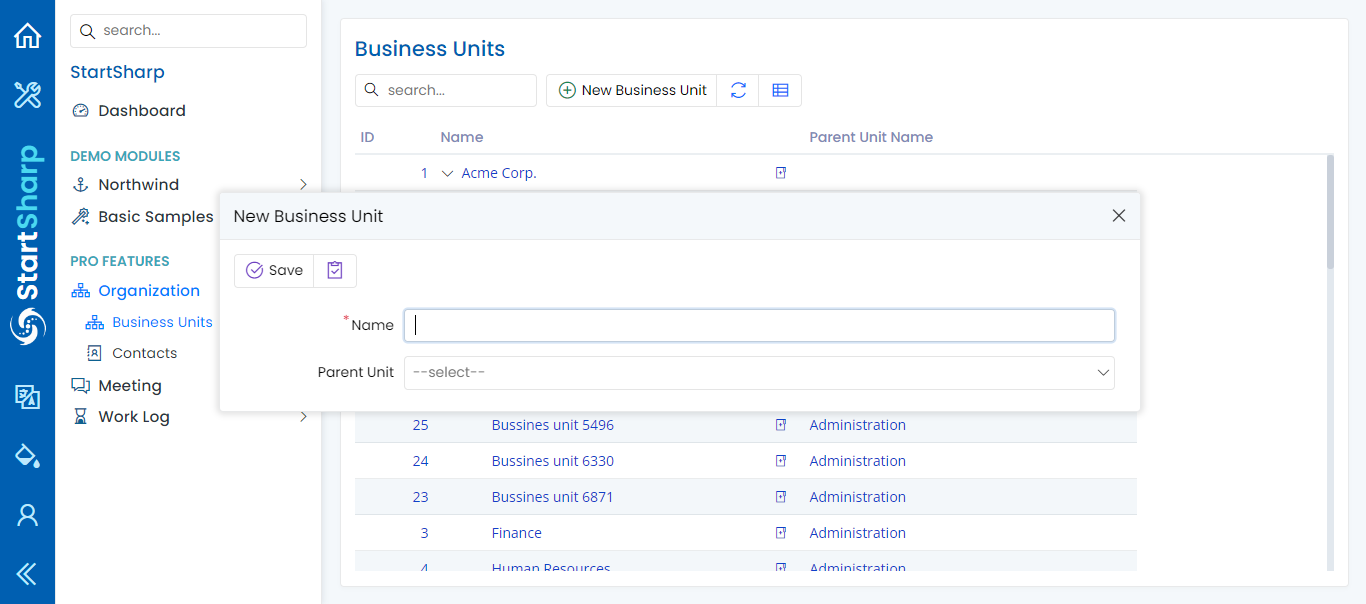 StartSharp
search...
StartSharp
Dashboard
DEMO MODULES
Northwind
Basic Samples
PRO FEATURES
Organization
Business Units
Contacts
Meeting
Work Log
Business Units
search...
New Business Unit
ID Name Parent Unit Name
1 Acme Corp.
New Business Unit
Save
*Name
Parent Unit --select--
25 Bussines unit 5496 Administration
24 Bussines unit 6330 Administration
23 Bussines unit 6871 Administration
3 Finance Administration
4 Human Resources Administration